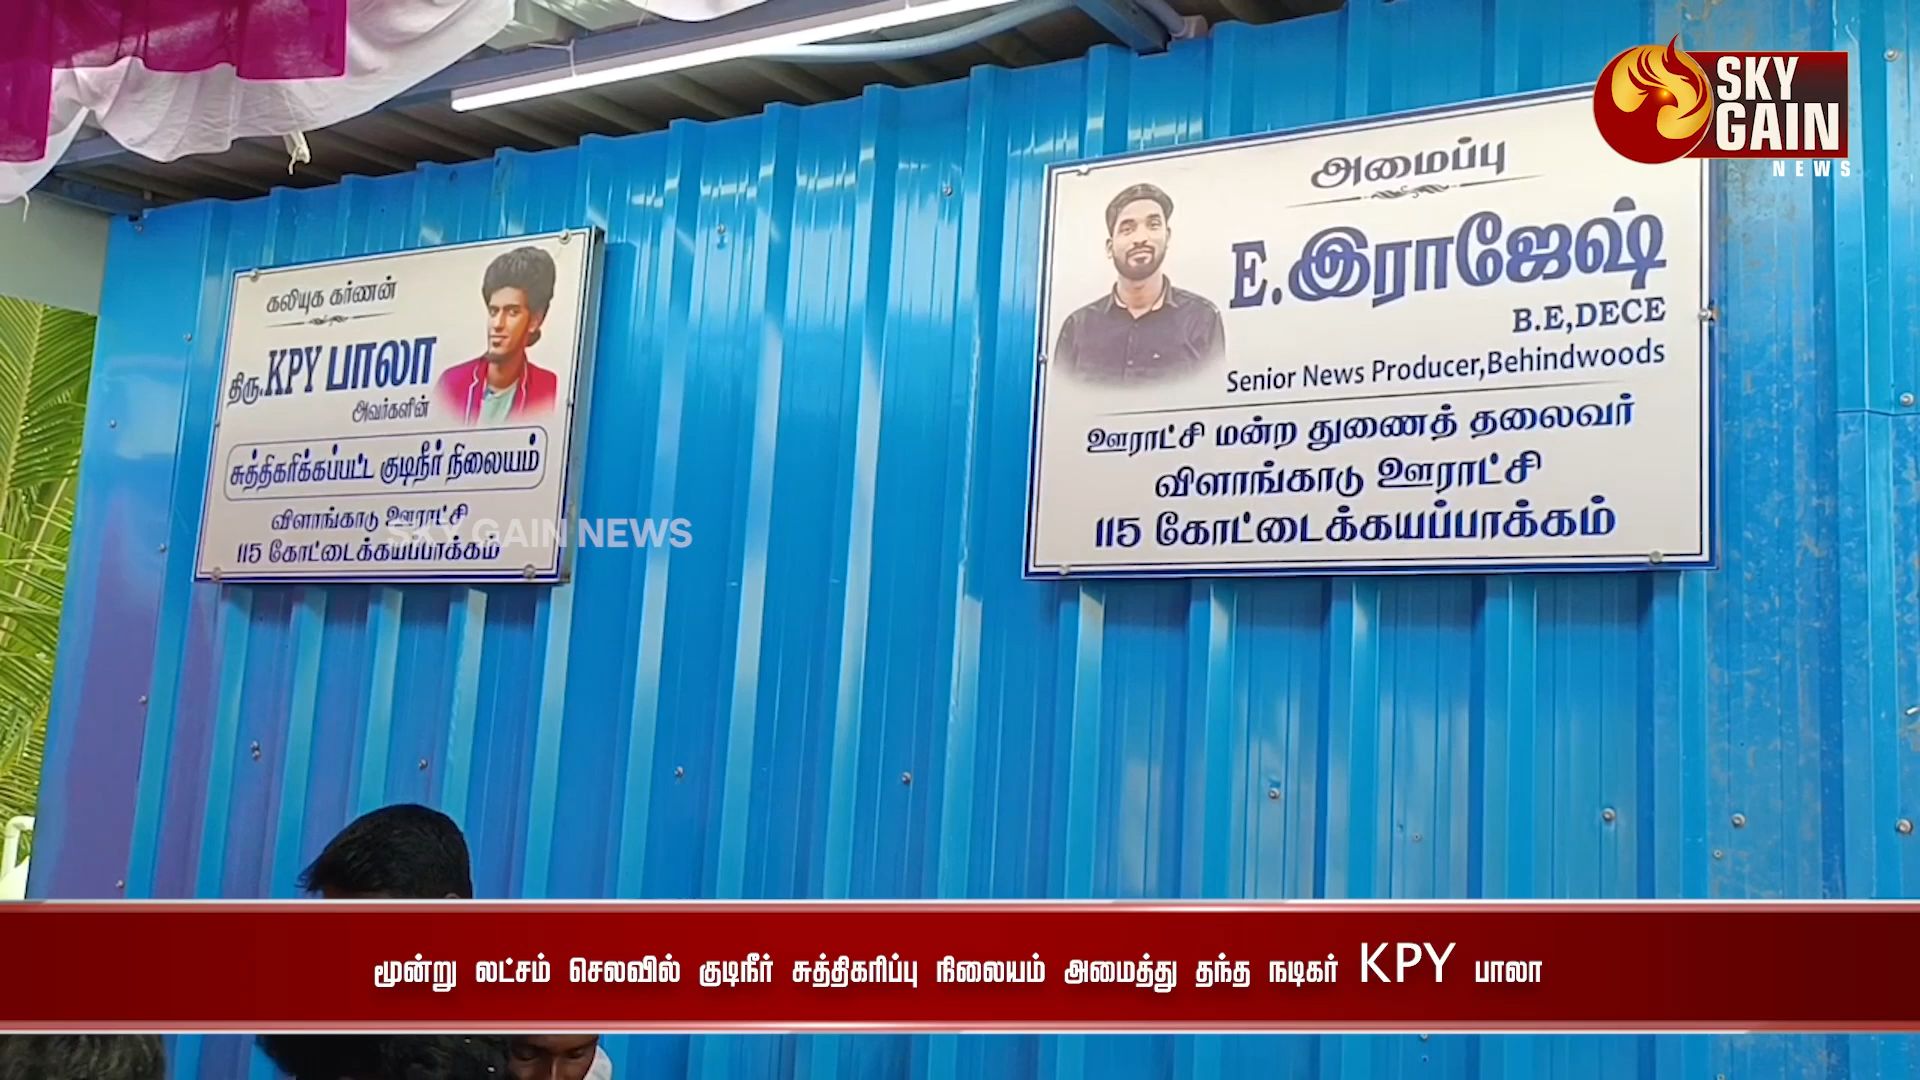 SKY
GAIN
NEWS
கலியுக கர்ணன்
திரு.KPY பாலா
அவர்களின்
சுத்திகரிக்கப்பட்ட குடிநீர் நிலையம்
விளாங்காடு ஊராட்சி
115 கோட்டைக்கயப்பாக்கம்
SKY GAIN NEWS
அமைப்பு
E.இராஜேஷ்
B.E,DECE
Senior News Producer,Behindwoods
ஊராட்சி மன்ற துணைத் தலைவர்
விளாங்காடு ஊராட்சி
115 கோட்டைக்கயப்பாக்கம்
மூன்று லட்சம் செலவில் குடிநீர் சுத்திகரிப்பு நிலையம் அமைத்து தந்த நடிகர் KPY பாலா